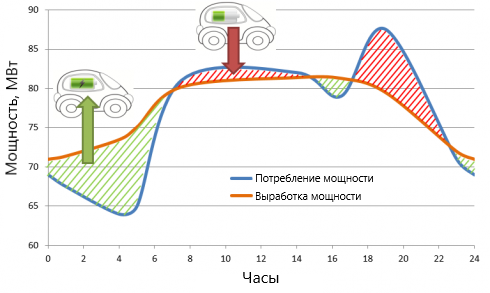 Мощность, МВт
90
85
80
75
70
65
60
Потребление мощности
Выработка мощности
0 2 4 6 8 10 12 14 16 18 20 22 24
Часы